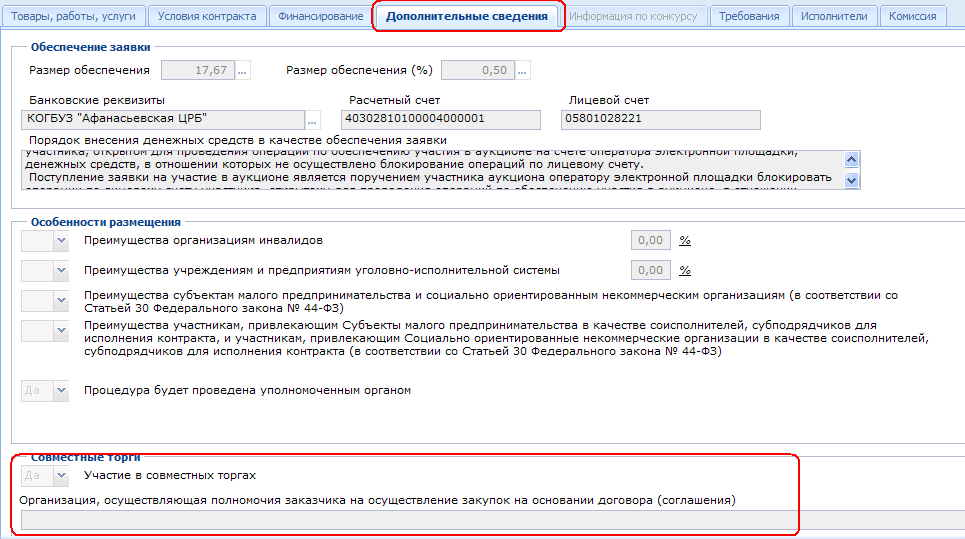 Товары, работы, услуги Условия контракта Финансирование Дополнительные сведения Информация по конкурсу Требования Исполнители Комиссия
Обеспечение заявки
Размер обеспечения 17,67 ... Размер обеспечения (%) 0,50 ...
Банковские реквизиты Расчетный счет Лицевой счет
КОГБУЗ "Афанасьевская ЦРБ" ... 40302810100004000001 05801028221
Порядок внесения денежных средств в качестве обеспечения заявки
участника, открытом для проведения операций по обеспечению участия в аукционе на счете оператора электронной площадки,
денежных средств, в отношении которых не осуществлено блокирование операций по лицевому счету.
Поступление заявки на участие в аукционе является поручением участника аукциона оператору электронной площадки блокировать
Особенности размещения
Преимущества организациям инвалидов 0,00 %
Преимущества учреждениям и предприятиям уголовно-исполнительной системы 0,00 %
Преимущества субъектам малого предпринимательства и социально ориентированным некоммерческим организациям (в соответствии со
Статьей 30 Федерального закона № 44-ФЗ)
Преимущества участникам, привлекающим Субъекты малого предпринимательства в качестве соисполнителей, субподрядчиков для
исполнения контракта, и участникам, привлекающим Социально ориентированные некоммерческие организации в качестве соисполнителей,
субподрядчиков для исполнения контракта (в соответствии со Статьей 30 Федерального закона № 44-ФЗ)
Да Процедура будет проведена уполномоченным органом
Совместные торги
Да Участие в совместных торгах
Организация, осуществляющая полномочия заказчика на осуществление закупок на основании договора (соглашения)